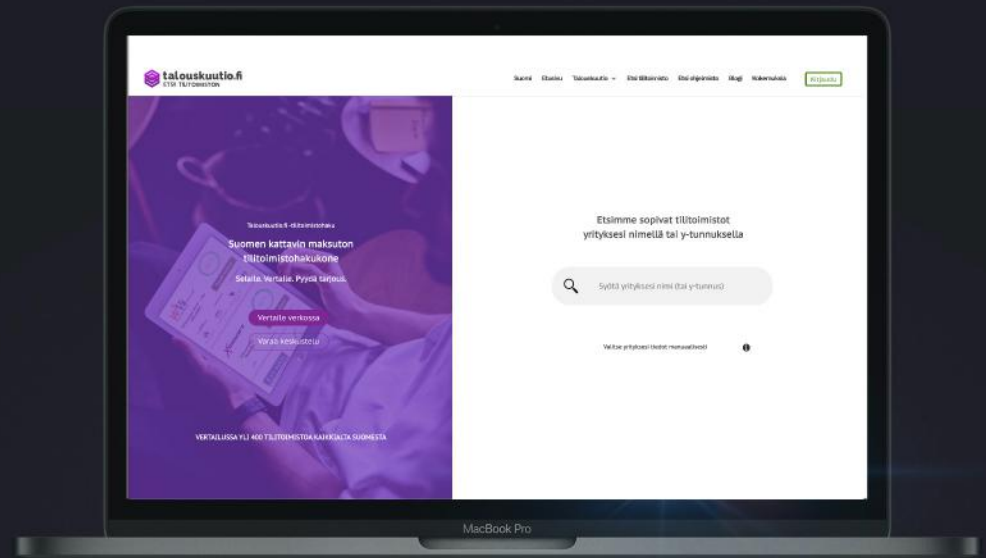 talouskuutio.fi
ETSI TILITOIMISTON
Suomi Etusivu Talouskuutio Etsi tilitoimisto Etsi ohjelmisto Blogi Kokemuksia Kirjaudu
Talouskuutio.fi -tilitoimistohaku
Suomen kattavin maksuton
tilitoimistohakukone
Selaile. Vertaile. Pyydä tarjous.
Vertaile verkossa
Varaa keskustelu
VERTAILUSSA YLI 400 TILITOIMISTOA KAIKKIALTA SUOMESTA
Etsimme sopivat tilitoimistot
yrityksesi nimellä tai y-tunnuksella
Syötä yrityksesi nimi (tai y-tunnus)
Valitse yrityksesi tiedot manuaalisesti
MacBook Pro